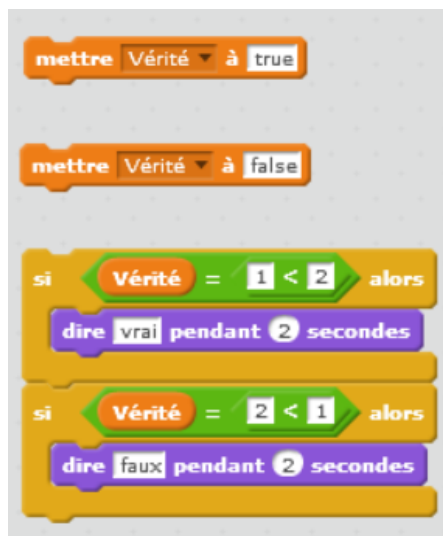 mettre Vérité à true
mettre Vérité à false
si Vérité = 1 < 2 alors
dire vrai pendant 2 secondes
si Vérité = 2 < 1 alors
dire faux pendant 2 secondes